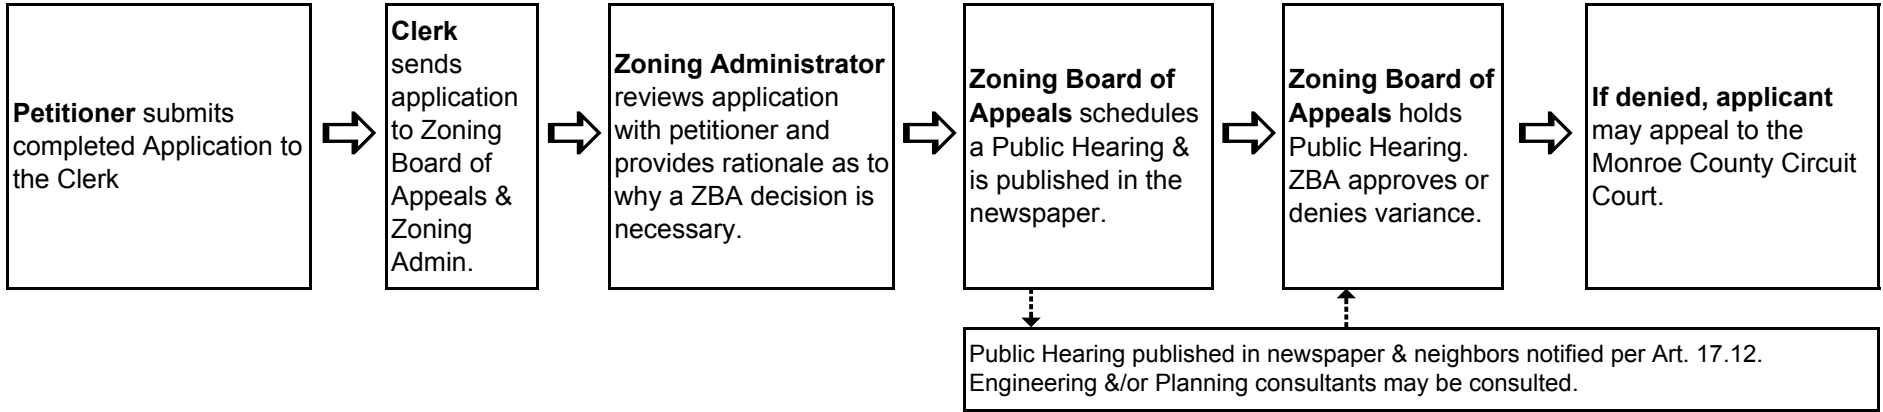 Petitioner submits
completed Application to
the Clerk
Clerk
sends
application
to Zoning
Board of
Appeals &
Zoning
Admin.
Zoning Administrator
reviews application
with petitioner and
provides rationale as to
why a ZBA decision is
necessary.
Zoning Board of
Appeals schedules
a Public Hearing &
is published in the
newspaper.
Zoning Board of
Appeals holds
Public Hearing.
ZBA approves or
denies variance.
If denied, applicant
may appeal to the
Monroe County Circuit
Court.
Public Hearing published in newspaper & neighbors notified per Art. 17.12.
Engineering &/or Planning consultants may be consulted.